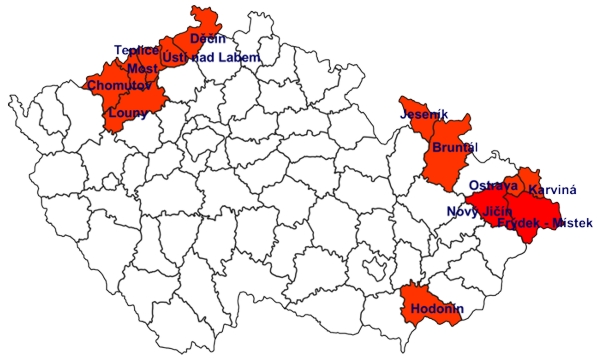 Děčín
Teplice
Ústí nad Labem
Most
Chomutov
Louny
Jeseník
Bruntál
Ostrava
Karviná
Nový Jičín
Frýdek - Místek
Hodonín